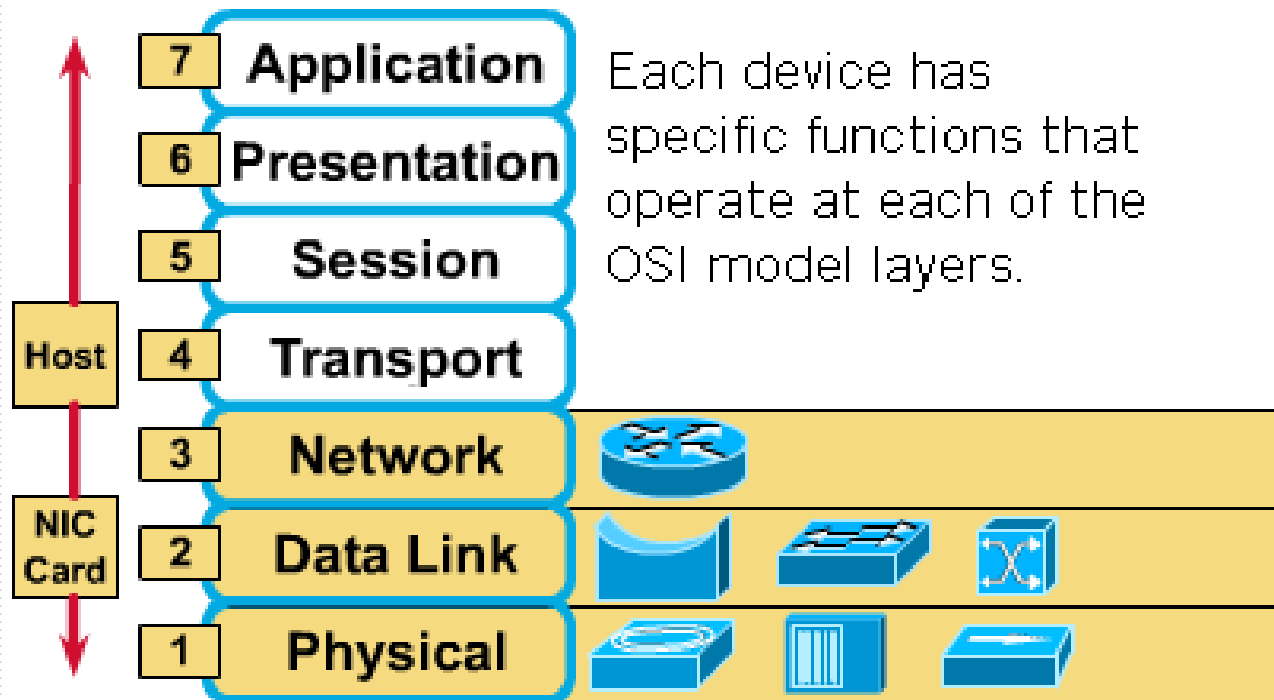 7 Application
6 Presentation
5 Session
4 Transport
3 Network
2 Data Link
1 Physical
Host
NIC
Card
Each device has
specific functions that
operate at each of the
OSI model layers.